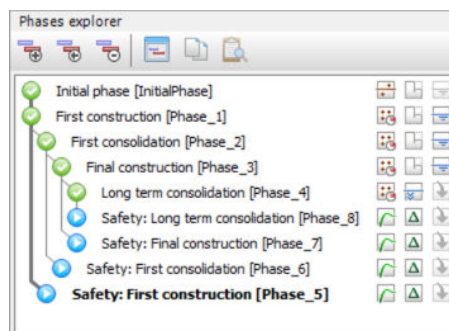 Phases explorer
Initial phase [InitialPhase]
First construction [Phase_1]
First consolidation [Phase_2]
Final construction [Phase_3]
Long term consolidation [Phase_4]
Safety: Long term consolidation [Phase_8]
Safety: Final construction [Phase_7]
Safety: First consolidation [Phase_6]
Safety: First construction [Phase_5]